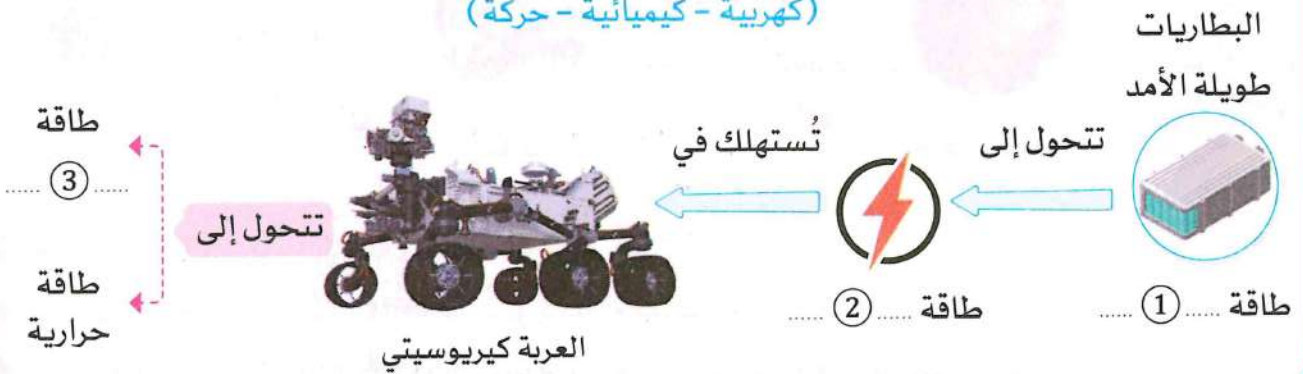 (كهربية - كيميائية - حركة)
البطاريات
طويلة الأمد
تتحول إلى
تُستهلك في
تتحول إلى
طاقة
...... ③ ......
طاقة
حرارية
طاقة ...... ① ......
طاقة ...... ② ......
العربة كيريوسيتي